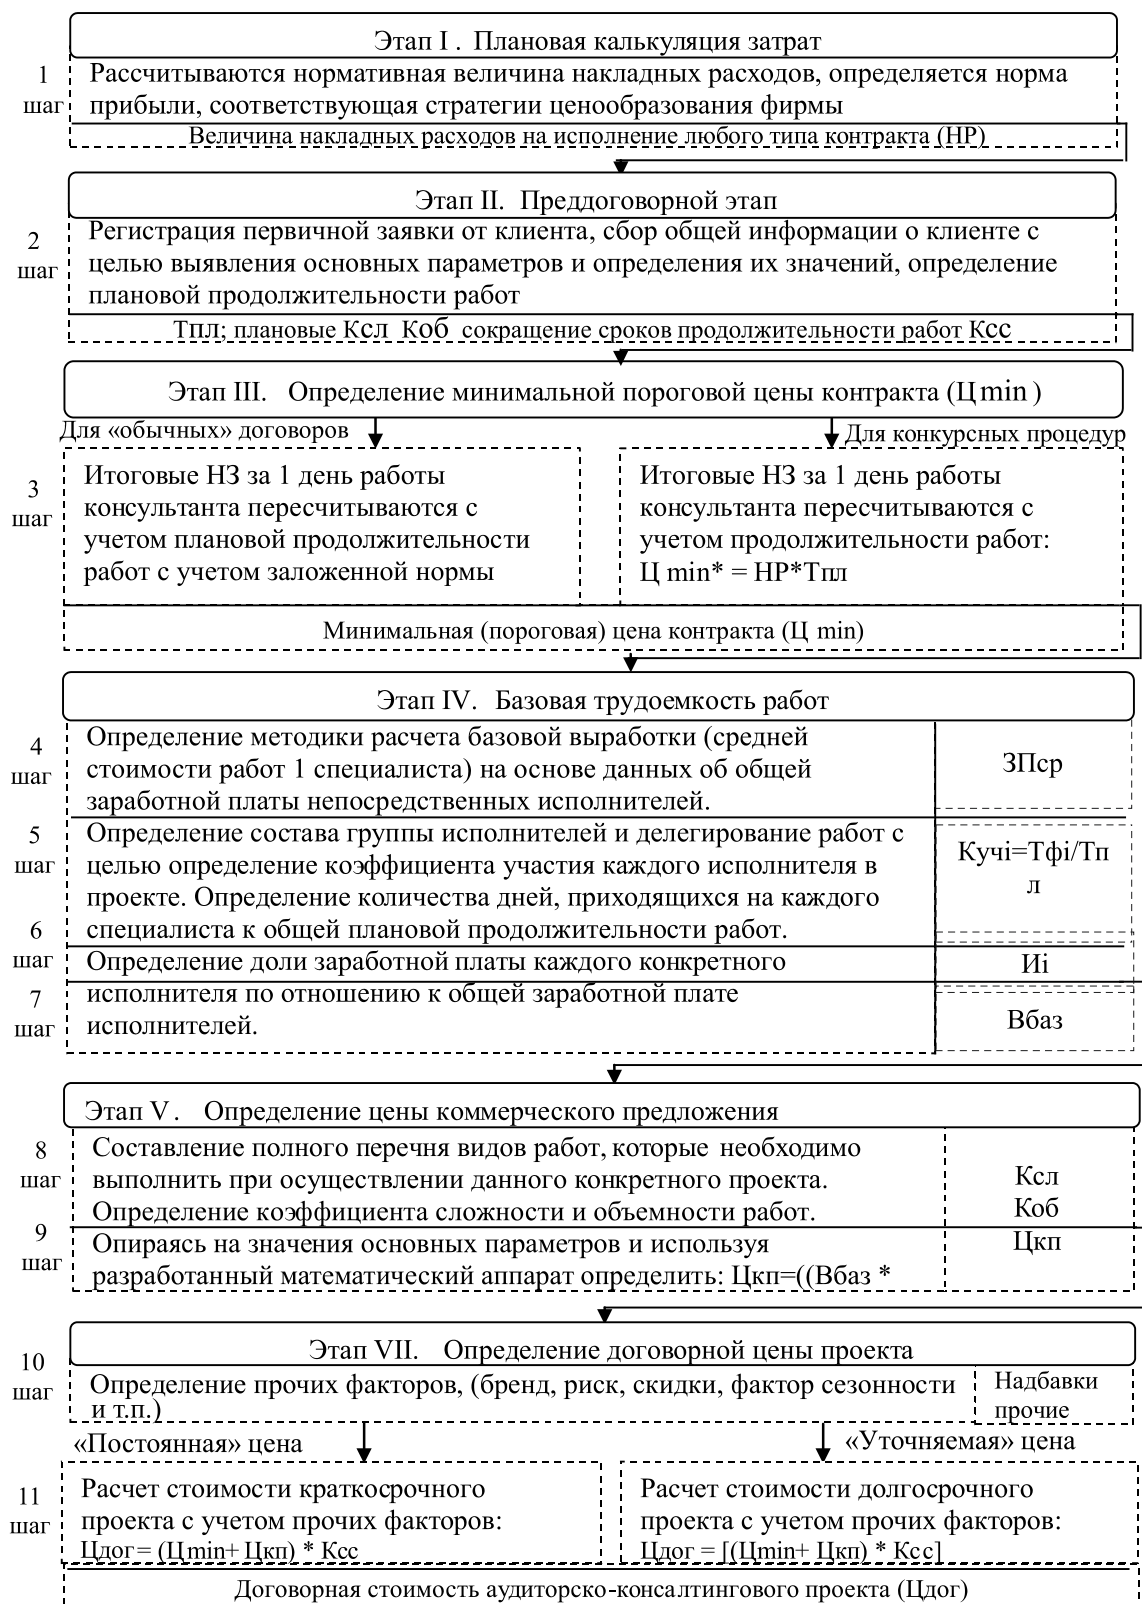 Этап I . Плановая калькуляция затрат
1
шаг
Рассчитываются нормативная величина накладных расходов, определяется норма
прибыли, соответствующая стратегии ценообразования фирмы
Величина накладных расходов на исполнение любого типа контракта (НР)
Этап II. Преддоговорной этап
2
шаг
Регистрация первичной заявки от клиента, сбор общей информации о клиенте с
целью выявления основных параметров и определения их значений, определение
плановой продолжительности работ
Тпл; плановые Ксл Коб сокращение сроков продолжительности работ Ксс
Этап III. Определение минимальной пороговой цены контракта (Ц min )
Для «обычных» договоров
Для конкурсных процедур
3
шаг
Итоговые НЗ за 1 день работы
консультанта пересчитываются с
учетом плановой продолжительности
работ с учетом заложенной нормы
Итоговые НЗ за 1 день работы
консультанта пересчитываются с
учетом продолжительности работ:
Ц min* = НР*Тпл
Минимальная (пороговая) цена контракта (Ц min)
Этап IV. Базовая трудоемкость работ
4
шаг
Определение методики расчета базовой выработки (средней
стоимости работ 1 специалиста) на основе данных об общей
заработной платы непосредственных исполнителей.
ЗПср
5
шаг
Определение состава группы исполнителей и делегирование работ с
целью определение коэффициента участия каждого исполнителя в
проекте. Определение количества дней, приходящихся на каждого
специалиста к общей плановой продолжительности работ.
Кучi=Тфi/Тп
л
6
шаг
Определение доли заработной платы каждого конкретного
Иi
7
шаг
исполнителя по отношению к общей заработной плате
исполнителей.
Вбаз
Этап V . Определение цены коммерческого предложения
8
шаг
Составление полного перечня видов работ, которые необходимо
выполнить при осуществлении данного конкретного проекта.
Определение коэффициента сложности и объемности работ.
Ксл
Коб
9
шаг
Опираясь на значения основных параметров и используя
разработанный математический аппарат определить: Цкп=((Вбаз *
Цкп
Этап VII. Определение договорной цены проекта
10
шаг
Определение прочих факторов, (бренд, риск, скидки, фактор сезонности
и т.п.)
Надбавки
прочие
«Постоянная» цена
«Уточняемая» цена
11
шаг
Расчет стоимости краткосрочного
проекта с учетом прочих факторов:
Цдог= (Цmin+ Цкп) * Ксс
Расчет стоимости долгосрочного
проекта с учетом прочих факторов:
Цдог = [(Цmin+ Цкп) * Ксс]
Договорная стоимость аудиторско-консалтингового проекта (Цдог)